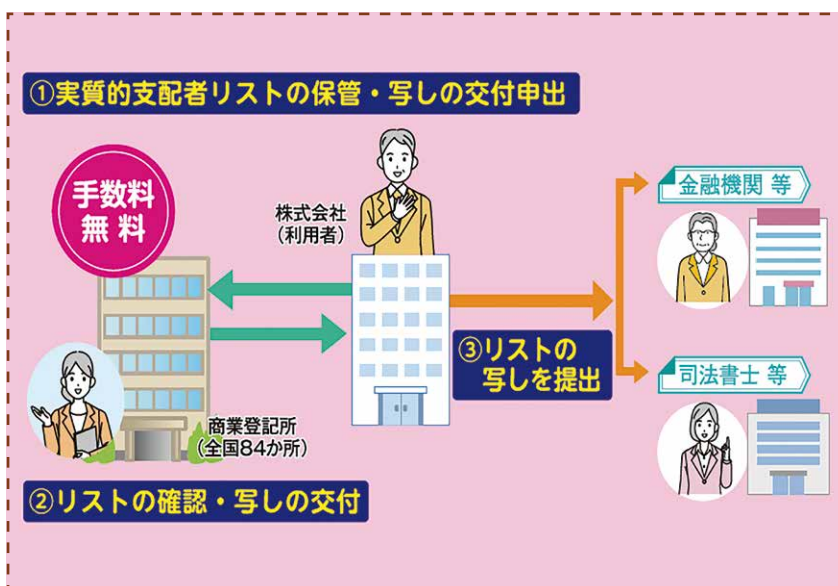 ①実質的支配者リストの保管・写しの交付申出
手数料
無料
株式会社
(利用者)
金融機関 等
③リストの
写しを提出
司法書士 等
商業登記所
(全国84か所)
②リストの確認・写しの交付